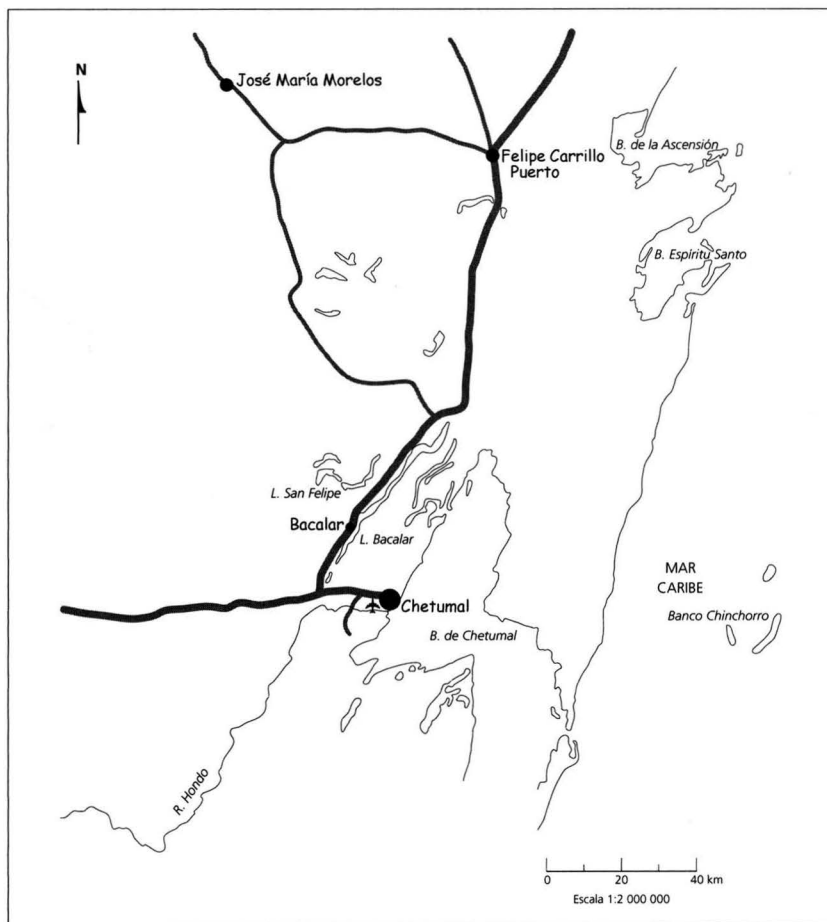 N
José María Morelos
Felipe Carrillo
Puerto
B. de la Ascensión
B. Espíritu Santo
L. San Felipe
Bacalar
L. Bacalar
MAR
CARIBE
Chetumal
Banco Chinchorro
B. de Chetumal
R. Hondo
0 20 40 km
Escala 1:2 000 000